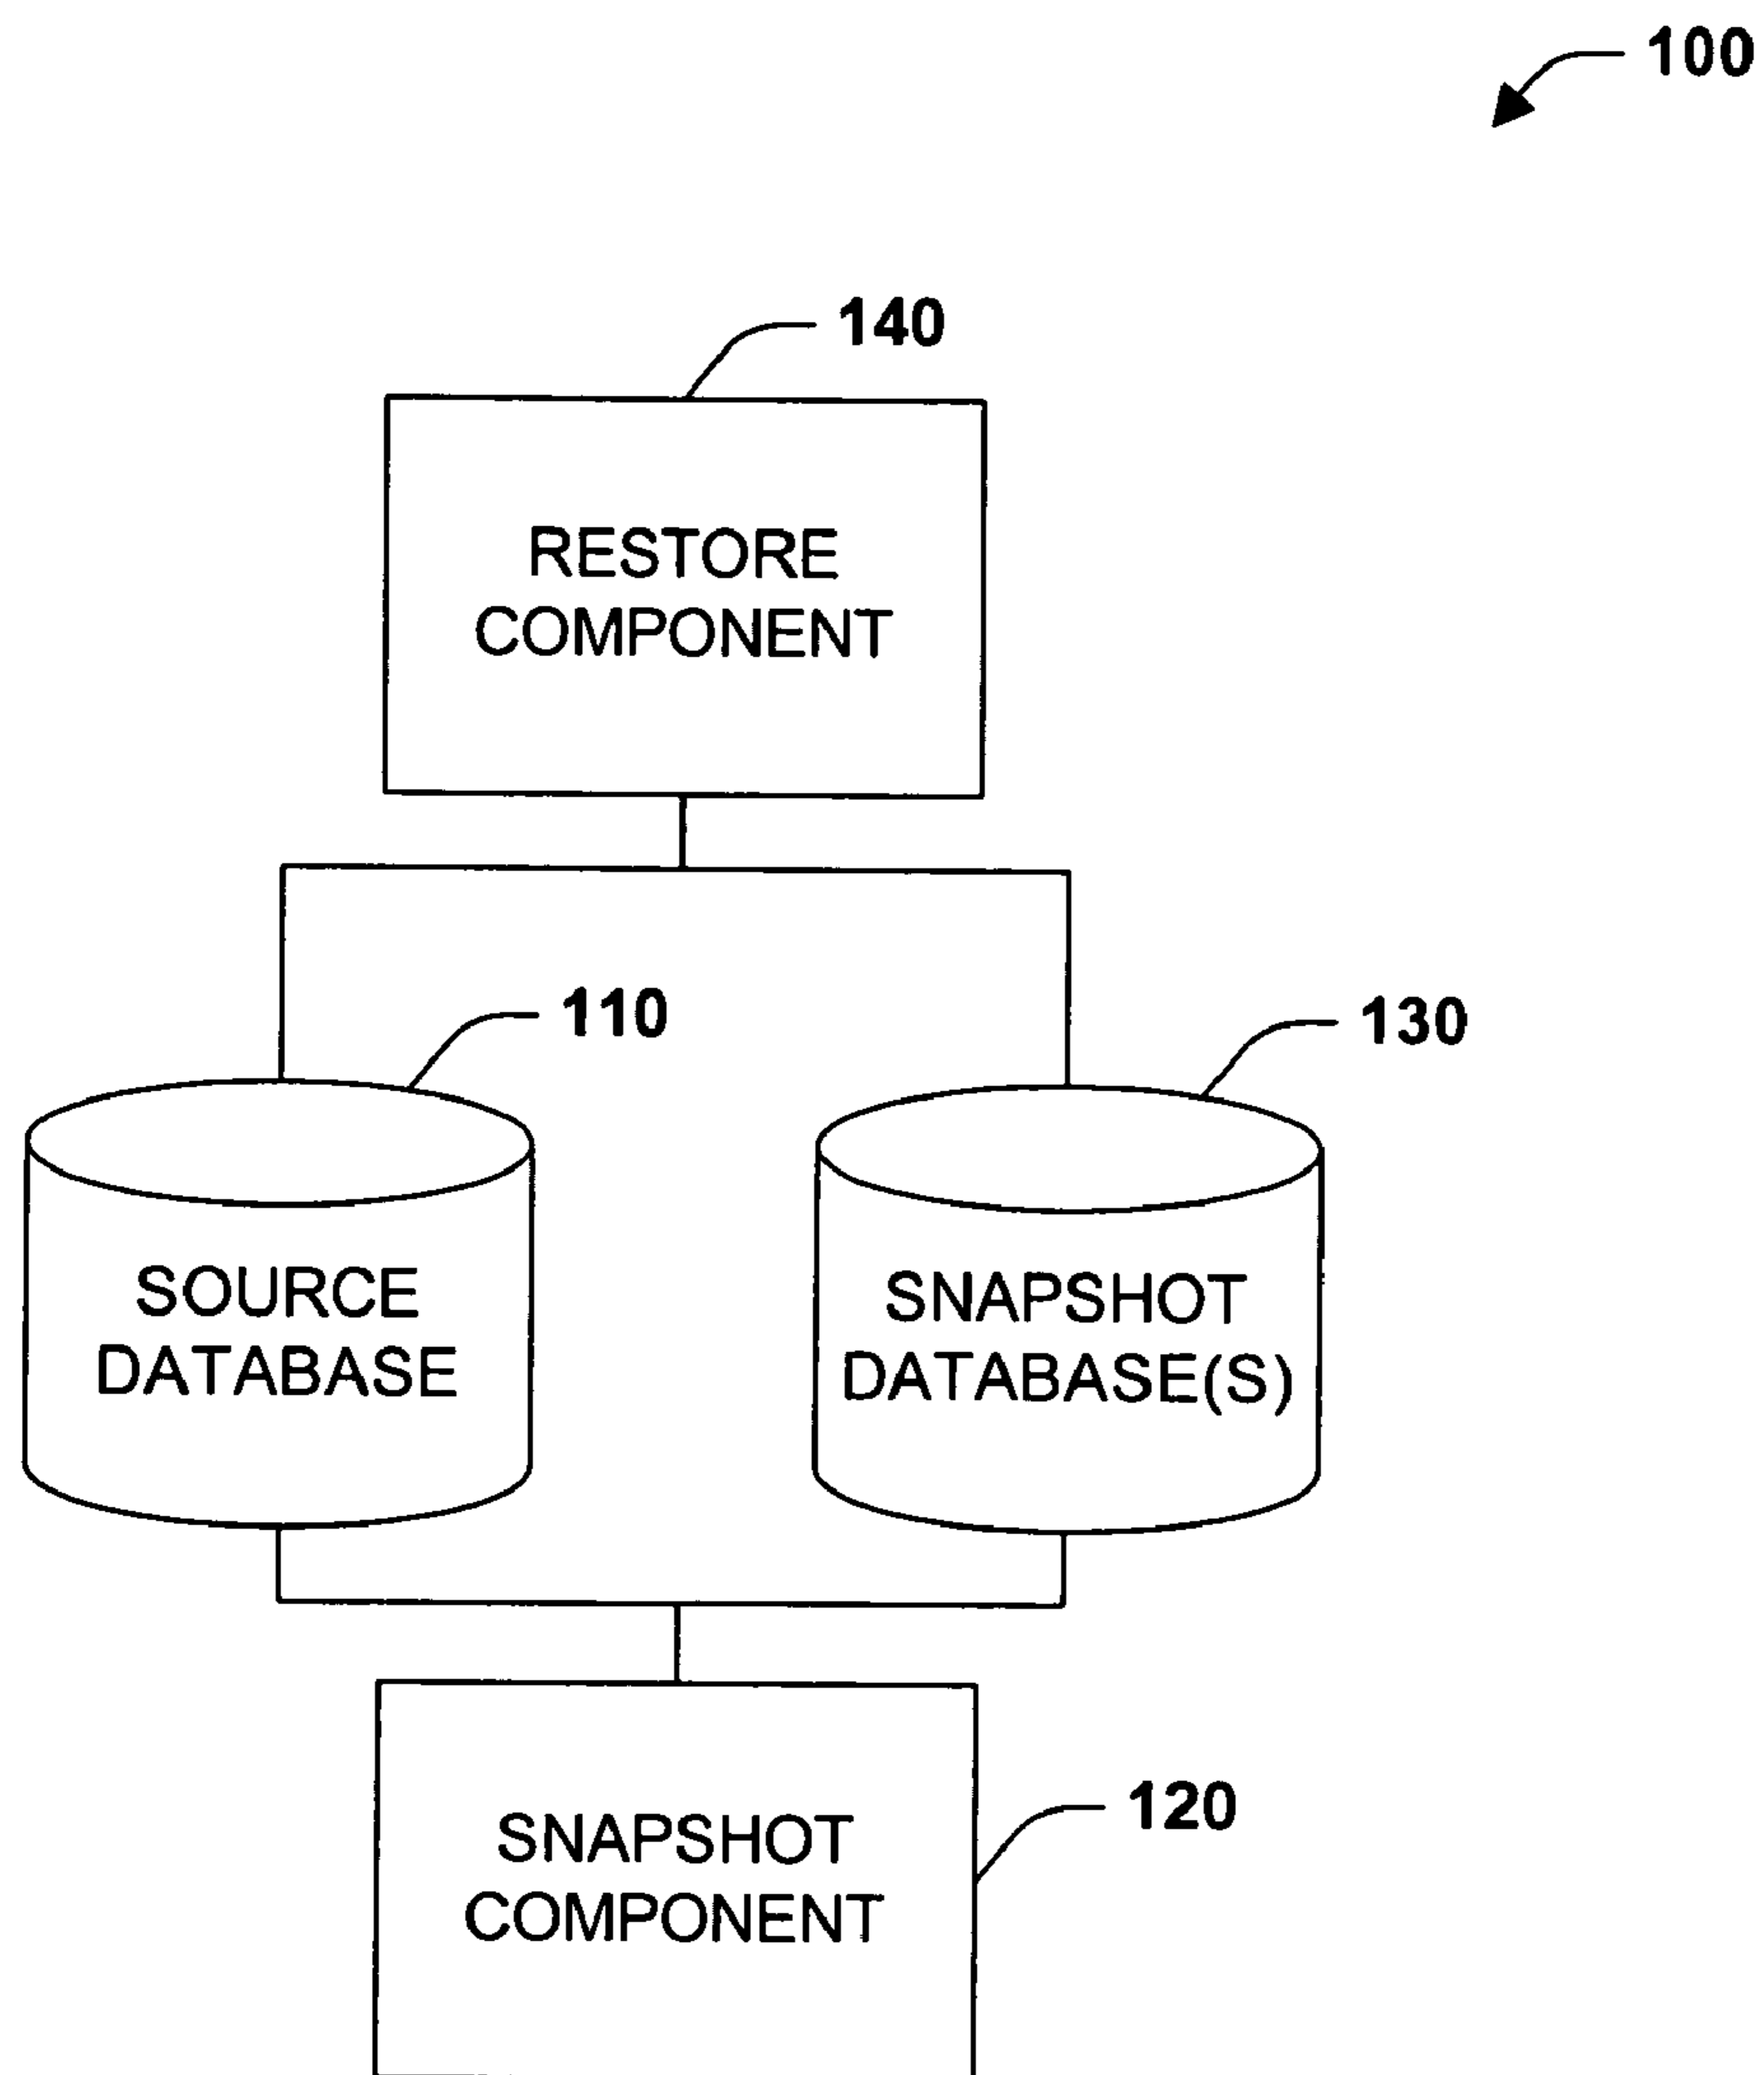 100
140
RESTORE
COMPONENT
110
130
SOURCE
DATABASE
SNAPSHOT
DATABASE(S)
120
SNAPSHOT
COMPONENT